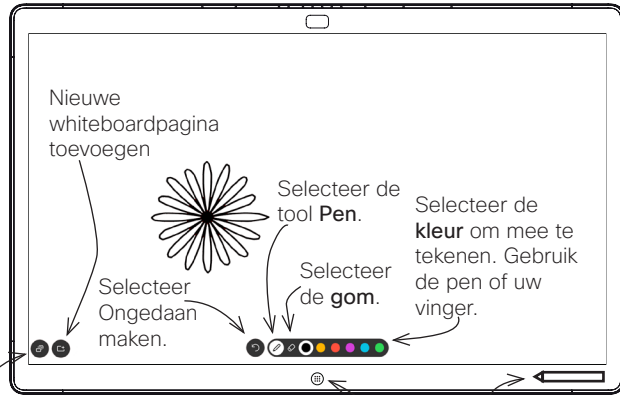 Nieuwe
whiteboardpagina
toevoegen
Selecteer de
tool Pen.
Selecteer de
kleur om mee te
tekenen. Gebruik
de pen of uw
vinger.
Selecteer
de gom.
Selecteer
Ongedaan
maken.